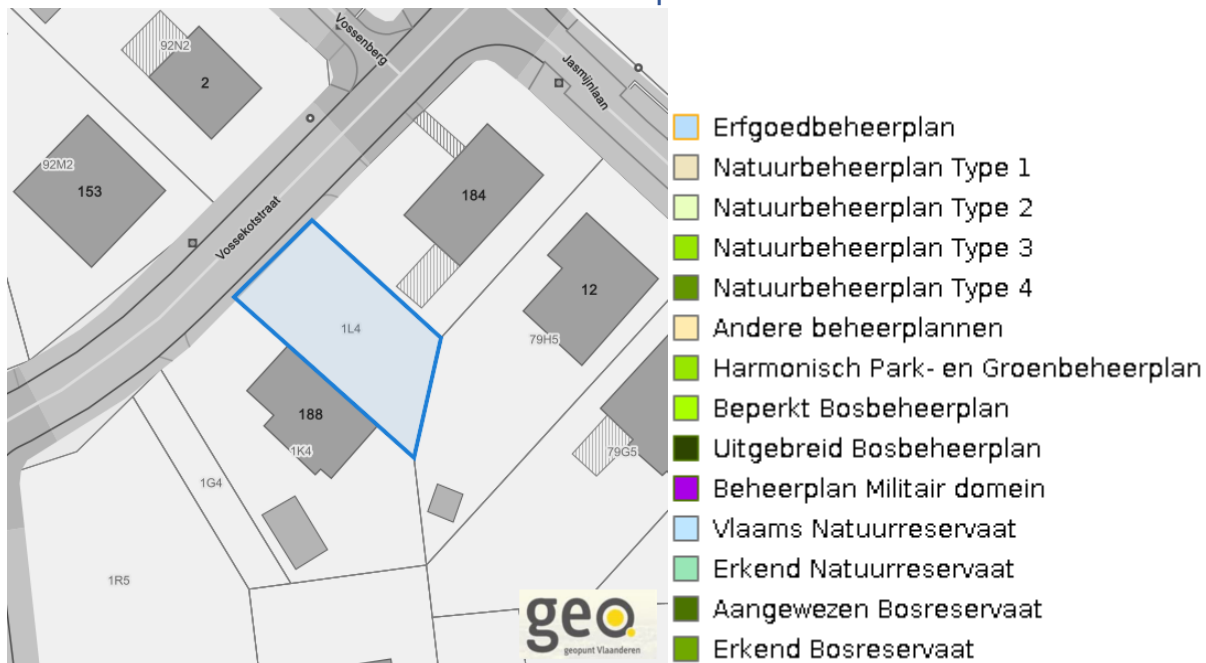 92N2
2
Vossenberg
Jasmijnlaan
92M2
153
184
Vossekotstraat
12
1L4
79H5
188
1K4
79G5
1G4
1R5
geo.
geopunt Vlaanderen
Erfgoedbeheerplan
Natuurbeheerplan Type 1
Natuurbeheerplan Type 2
Natuurbeheerplan Type 3
Natuurbeheerplan Type 4
Andere beheerplannen
Harmonisch Park- en Groenbeheerplan
Beperkt Bosbeheerplan
Uitgebreid Bosbeheerplan
Beheerplan Militair domein
Vlaams Natuurreservaat
Erkend Natuurreservaat
Aangewezen Bosreservaat
Erkend Bosreservaat